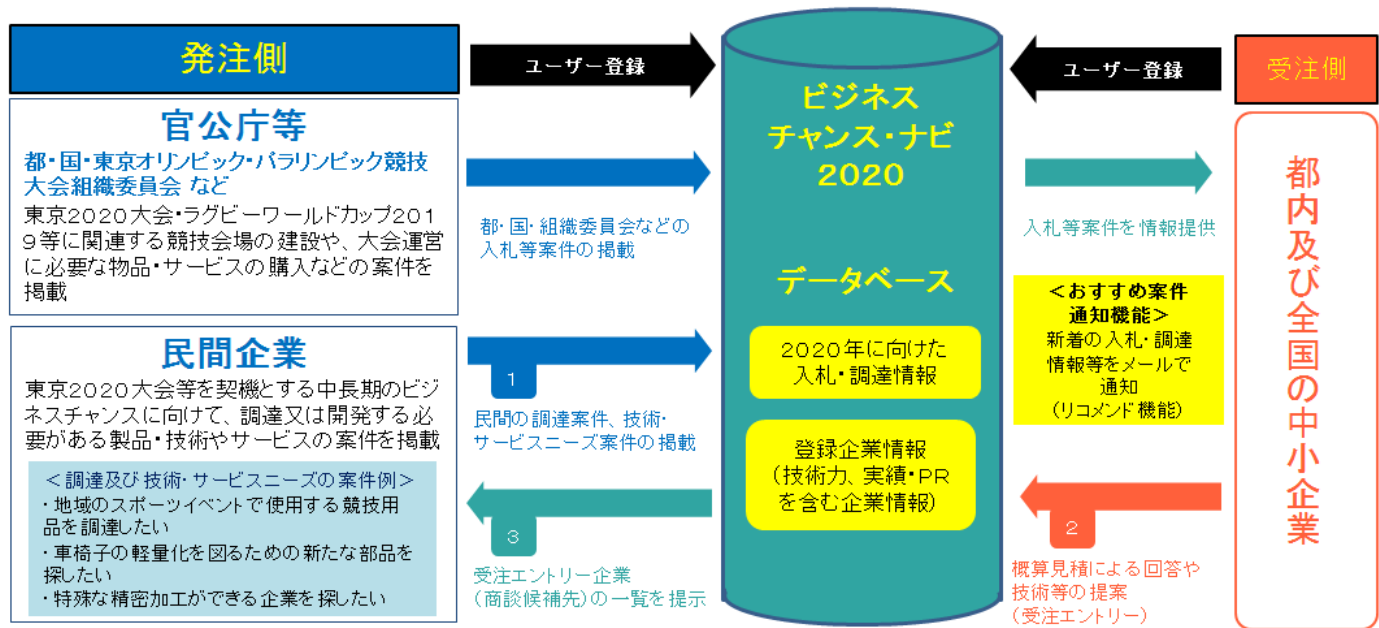 発注側
官公庁等
都・国・東京オリンピック・パラリンピック競技
大会組織委員会 など
東京2020大会・ラグビーワールドカップ201
9等に関連する競技会場の建設や、大会運営
に必要な物品・サービスの購入などの案件を
掲載
民間企業
東京2020大会等を契機とする中長期のビジ
ネスチャンスに向けて、調達又は開発する必
要がある製品・技術やサービスの案件を掲載
＜調達及び技術・サービスニーズの案件例＞
・地域のスポーツイベントで使用する競技用
品を調達したい
・車椅子の軽量化を図るための新たな部品を
探したい
・特殊な精密加工ができる企業を探したい
ユーザー登録
都・国・組織委員会などの
入札等案件の掲載
1
民間の調達案件、技術・
サービスニーズ案件の掲載
3
受注エントリー企業
（商談候補先）の一覧を提示
ビジネス
チャンス・ナビ
2020
データベース
2020年に向けた
入札・調達情報
登録企業情報
（技術力、実績・PR
を含む企業情報）
ユーザー登録
入札等案件を情報提供
＜おすすめ案件
通知機能＞
新着の入札・調達
情報等をメールで
通知
（リコメンド機能）
2
概算見積による回答や
技術等の提案
（受注エントリー）
受注側
都内及び全国の中小企業